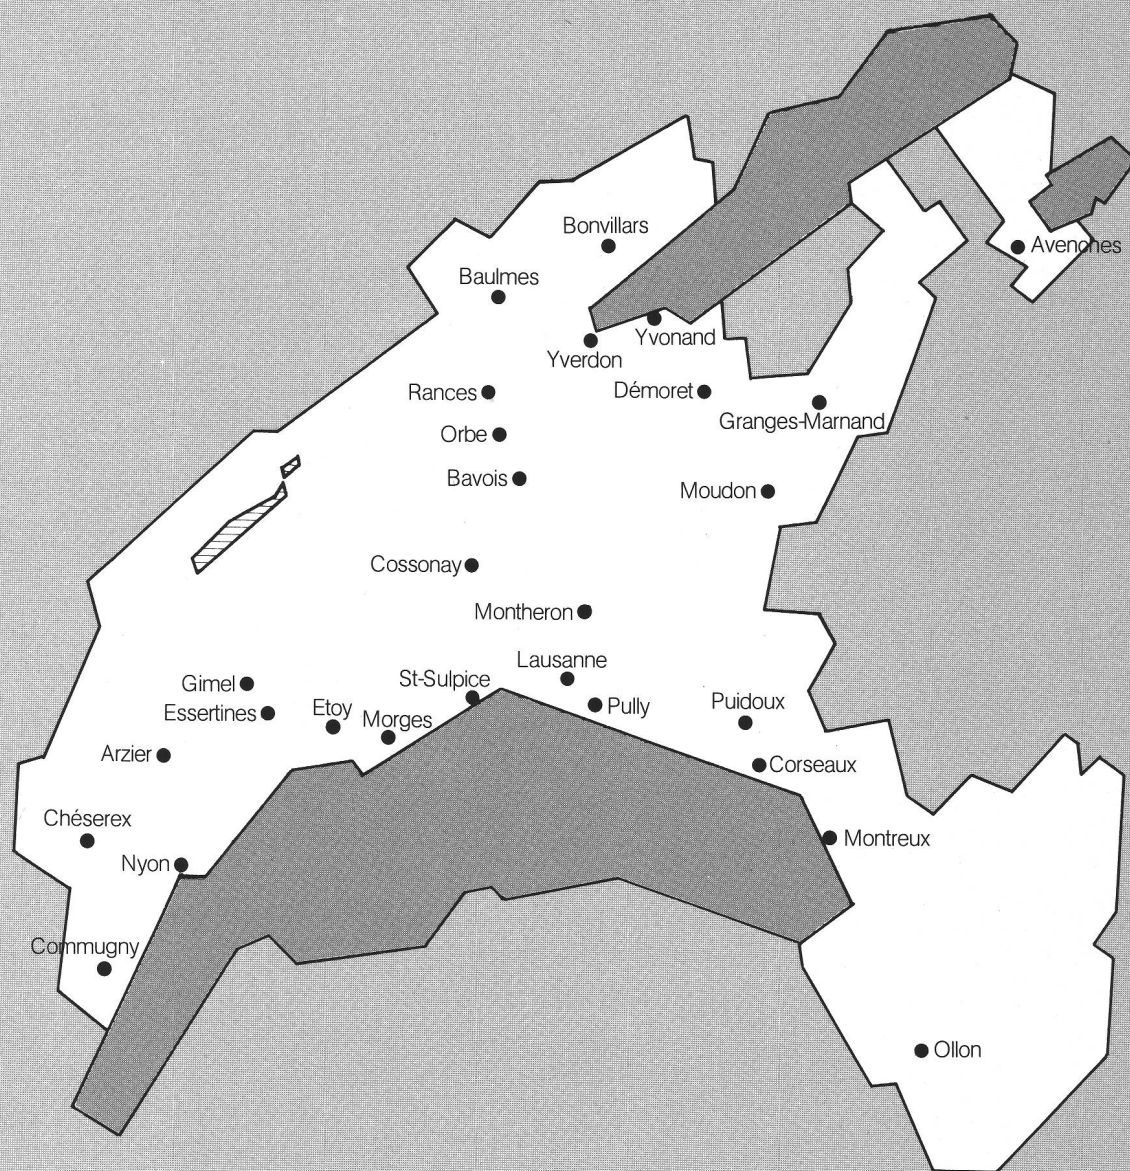 Bonvillars
Avenches
Baulmes
Yvonand
Yverdon
Rances
Démoret
Granges-Marnand
Orbe
Bavois
Moudon
Cossonay
Montheron
Lausanne
St-Sulpice
Gimel
Puidoux
Essertines
Etoy
Pully
Morges
Arzier
Corseaux
Chéserex
Montreux
Nyon
Commugny
Ollon